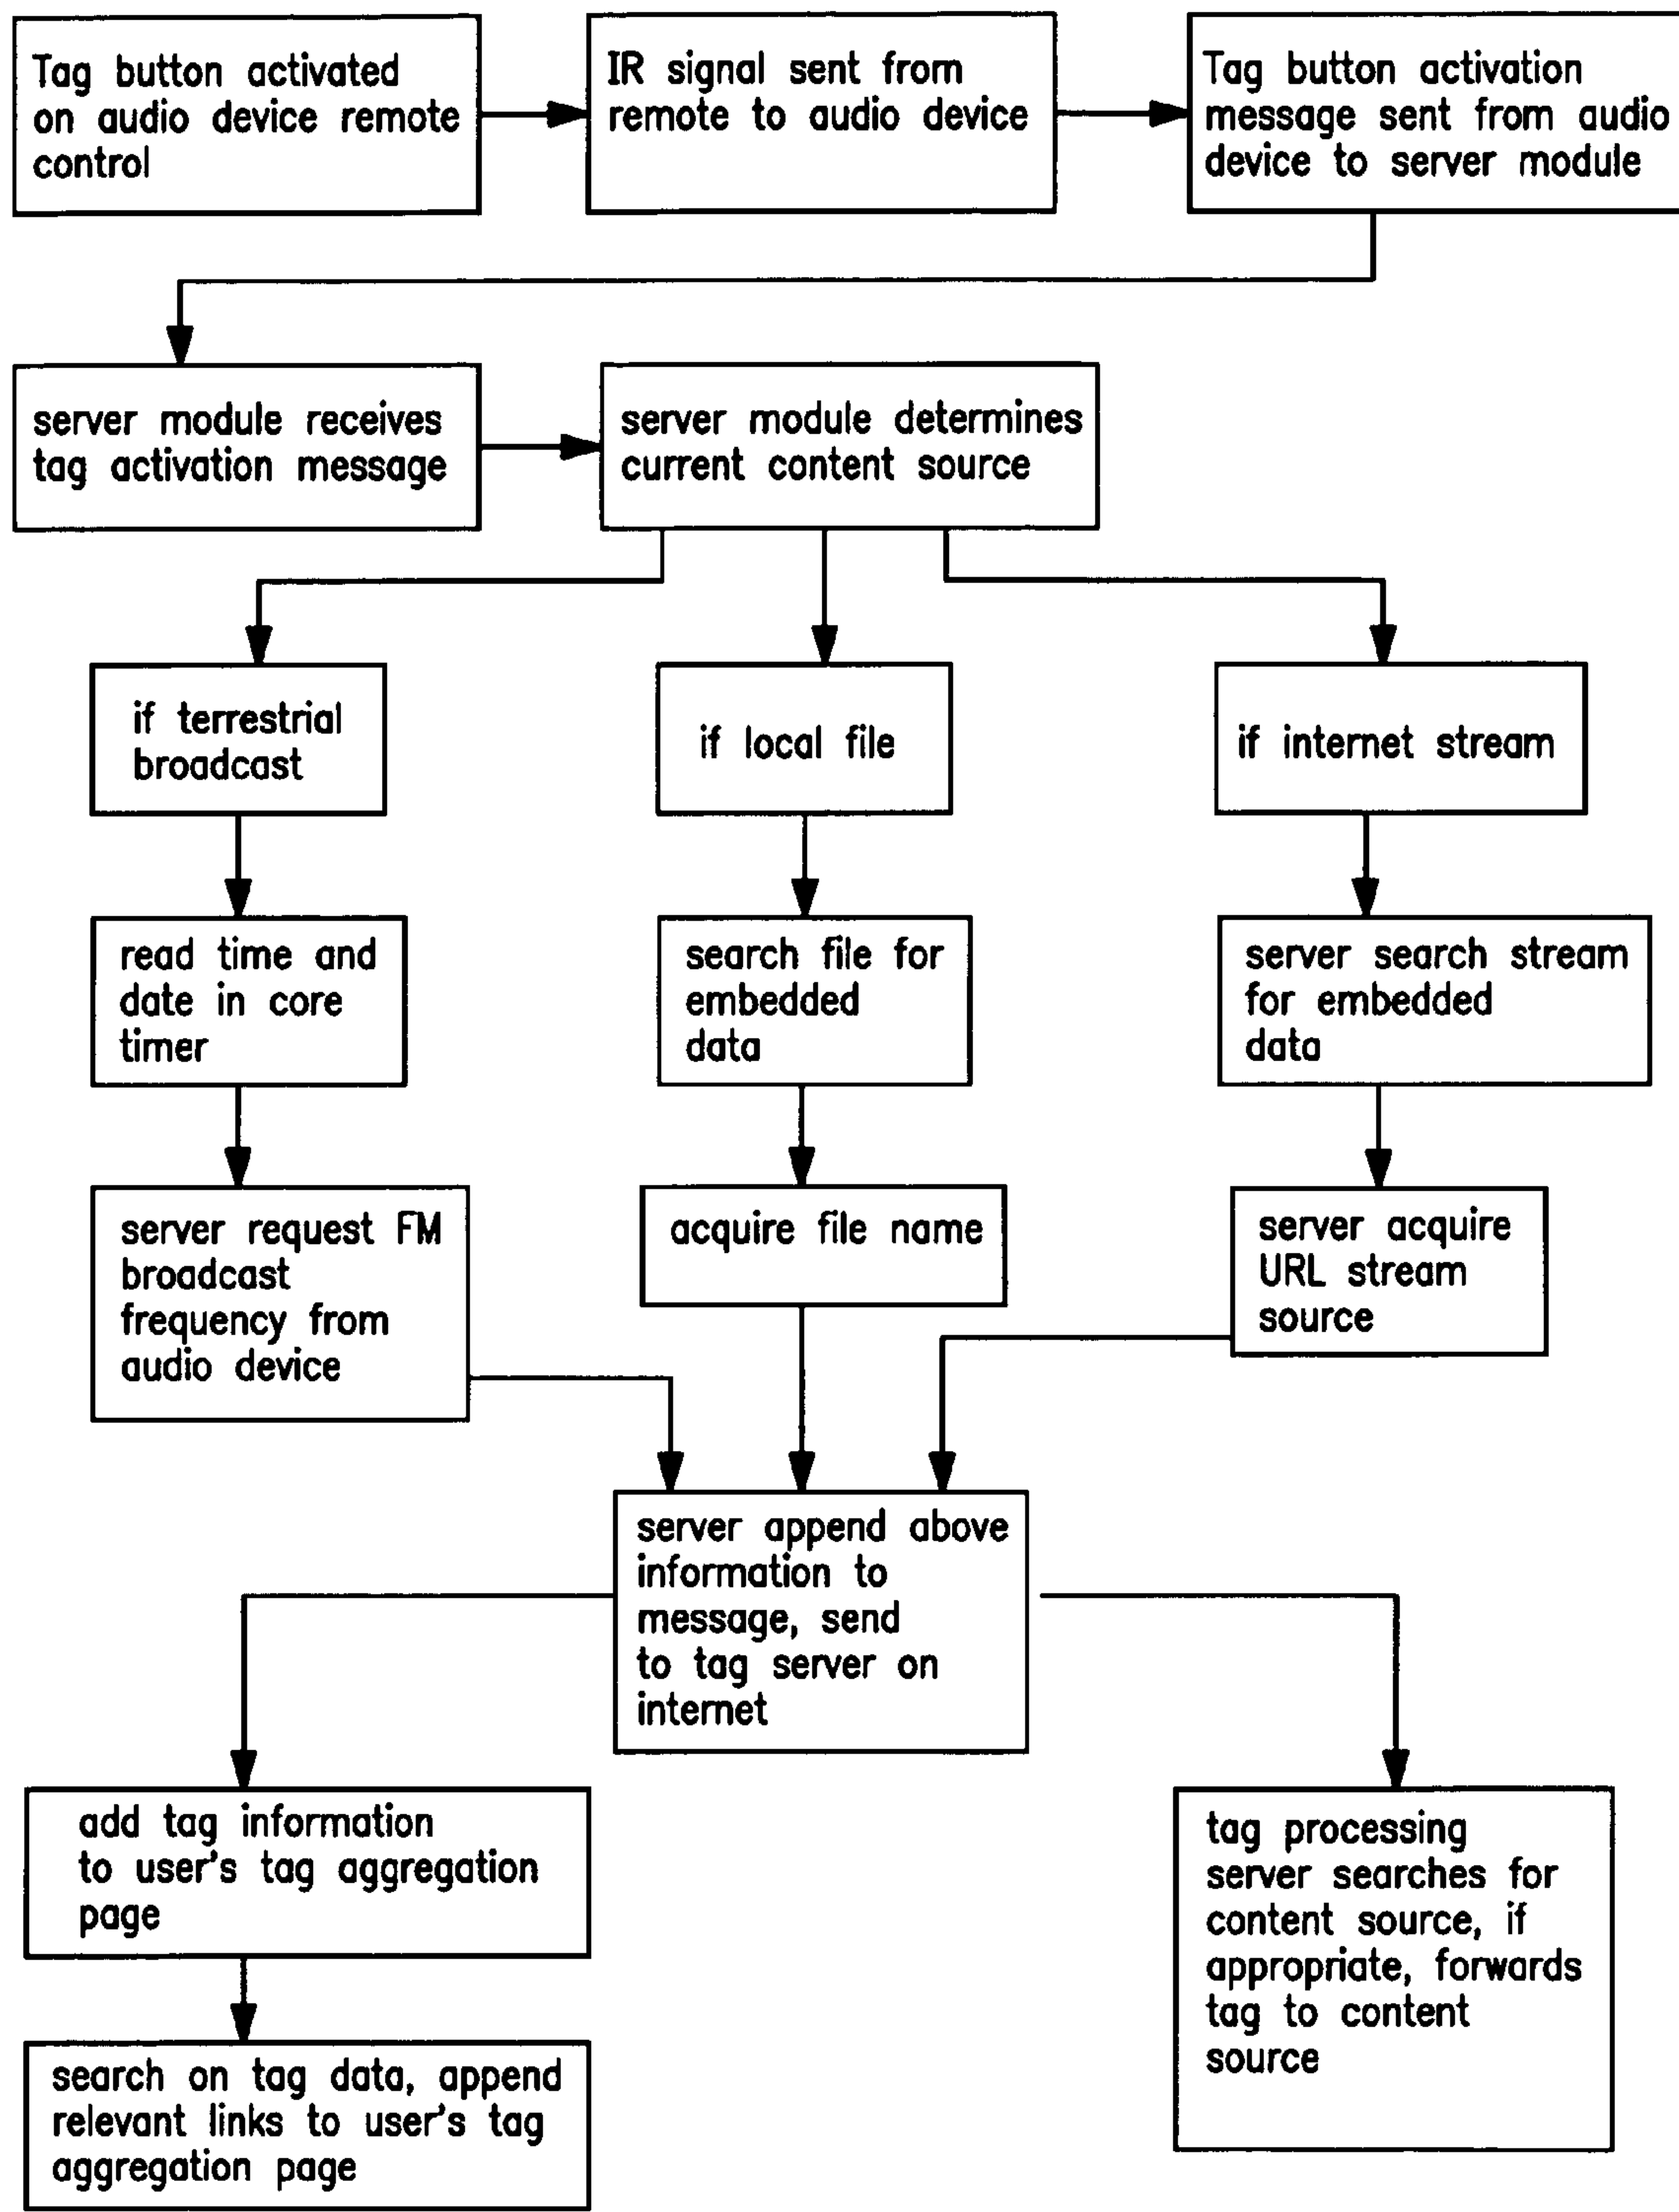 Tag button activated
on audio device remote
control
IR signal sent from
remote to audio device
Tag button activation
message sent from audio
device to server module
server module receives
tag activation message
server module determines
current content source
if terrestrial
broadcast
if local file
if internet stream
read time and
date in core
timer
search file for
embedded
data
server search stream
for embedded
data
server request FM
broadcast
frequency from
audio device
acquire file name
server acquire
URL stream
source
server append above
information to
message, send
to tag server on
internet
add tag information
to user's tag aggregation
page
tag processing
server searches for
content source, if
appropriate, forwards
tag to content
source
search on tag data, append
relevant links to user's tag
aggregation page